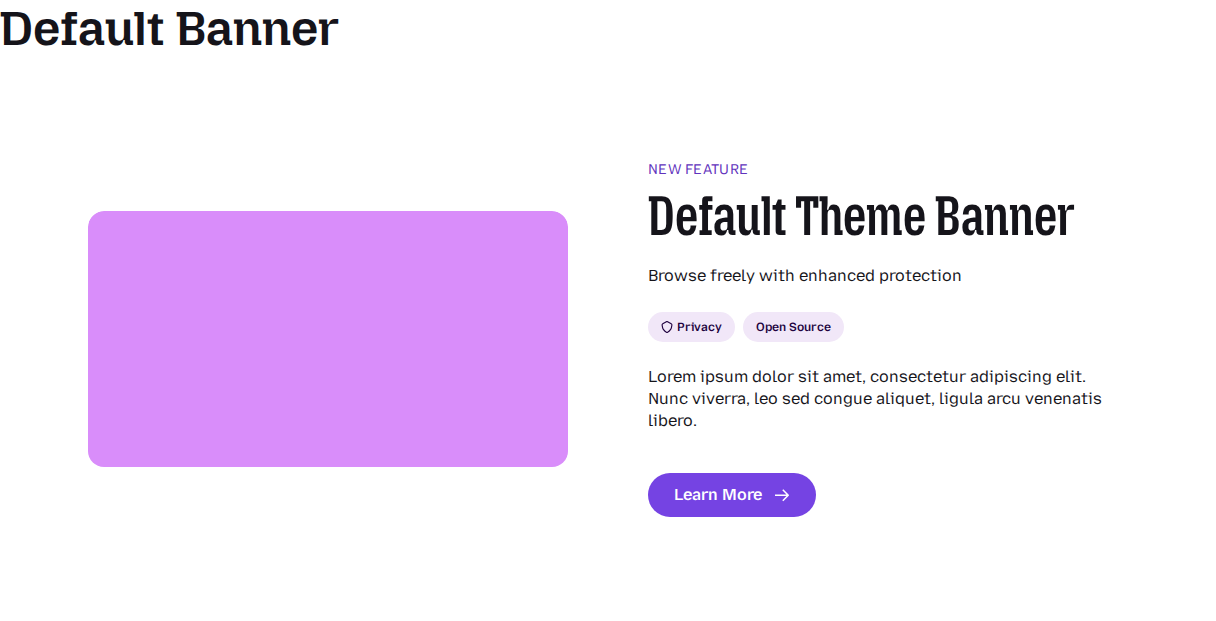 Default Banner
NEW FEATURE
Default Theme Banner
Browse freely with enhanced protection
Privacy
Open Source
Lorem ipsum dolor sit amet, consectetur adipiscing elit.
Nunc viverra, leo sed congue aliquet, ligula arcu venenatis
libero.
Learn More